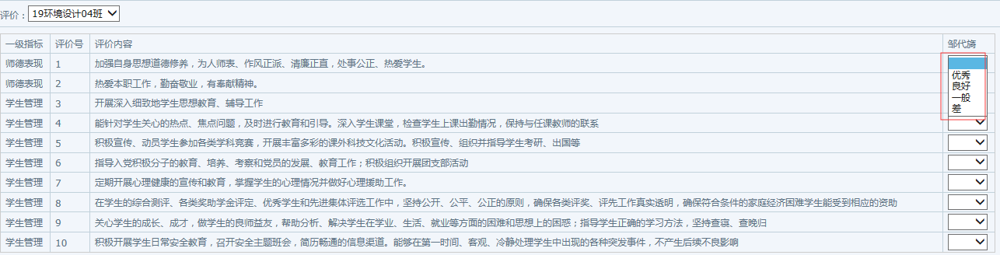 评价：19环境设计04班
一级指标 评价号 评价内容 邹代旖
师德表现 1 加强自身思想道德修养，为人师表、作风正派、清廉正直，处事公正、热爱学生。
优秀
良好
一般
差
师德表现 2 热爱本职工作，勤奋敬业，有奉献精神。
学生管理 3 开展深入细致地学生思想教育、辅导工作
学生管理 4 能针对学生关心的热点、焦点问题，及时进行教育和引导。深入学生课堂，检查学生上课出勤情况，保持与任课教师的联系
学生管理 5 积极宣传、动员学生参加各类学科竞赛，开展丰富多彩的课外科技文化活动。积极宣传、组织并指导学生考研、出国等
学生管理 6 指导入党积极分子的教育、培养、考察和党员的发展、教育工作；积极组织开展团支部活动
学生管理 7 定期开展心理健康的宣传和教育，掌握学生的心理情况并做好心理援助工作。
学生管理 8 在学生的综合测评、各类奖助学金评定、优秀学生和先进集体评选工作中，坚持公开、公平、公正的原则，确保各类评奖、评先工作真实透明，确保符合条件的家庭经济困难学生能受到相应的资助
学生管理 9 关心学生的成长、成才，做学生的良师益友，帮助分析、解决学生在学业、生活、就业等方面的困难和思想上的困惑；指导学生正确的学习方法，坚持查寝、查晚归
学生管理 10 积极开展学生日常安全教育，召开安全主题班会，简历畅通的信息渠道。能够在第一时间、客观、冷静处理学生中出现的各种突发事件，不产生后续不良影响